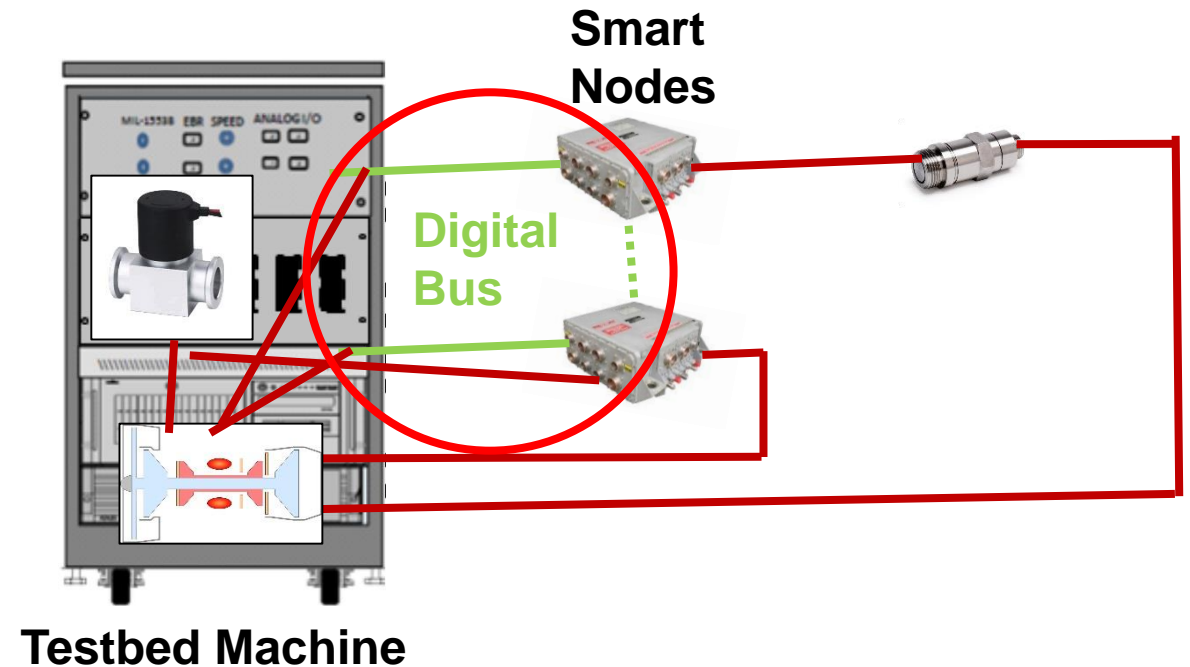 Smart
Nodes
MIL-1553B EBR SPEED ANALOG I/O
Digital
Bus
Testbed Machine